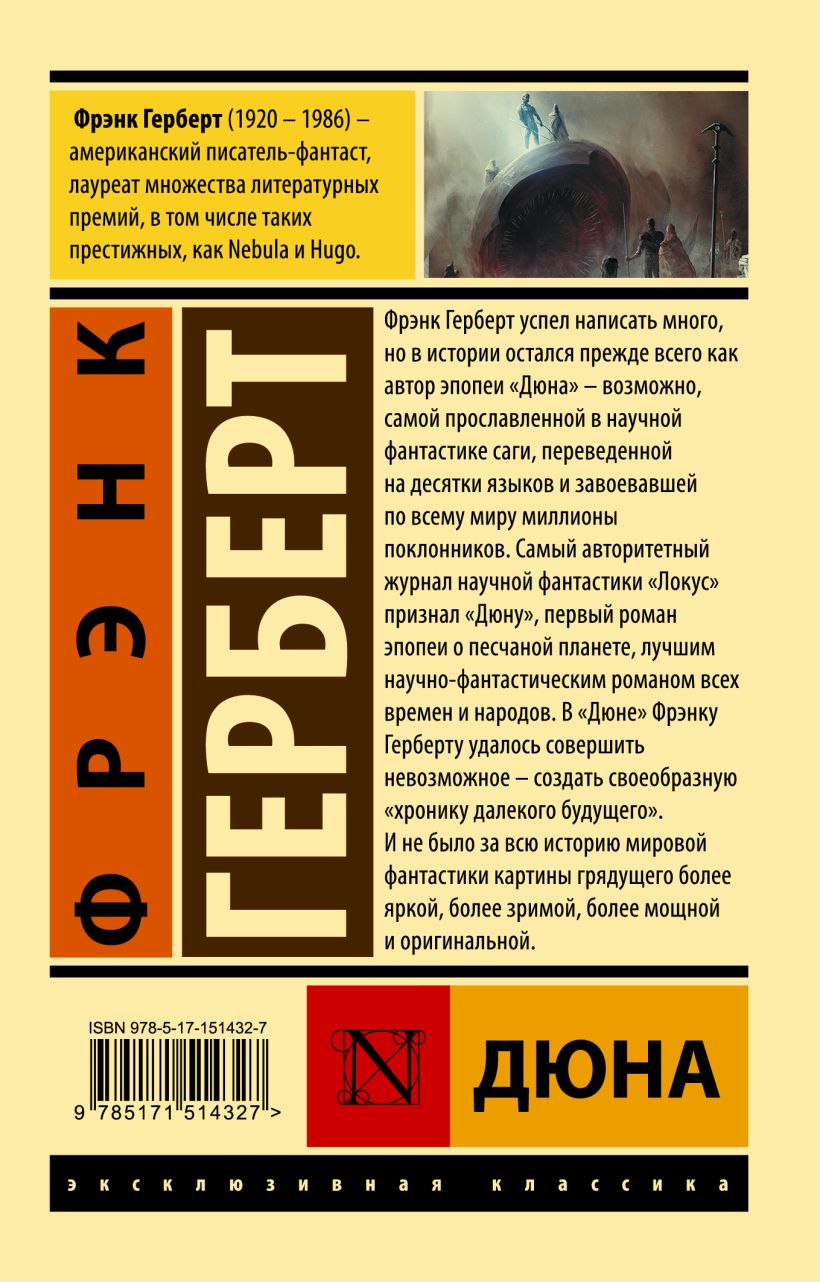 Фрэнк Герберт (1920 – 1986) –
американский писатель-фантаст,
лауреат множества литературных
премий, в том числе таких
престижных, как Nebula и Hugo.
ФРЭНК
ГЕРБЕРТ
Фрэнк Герберт успел написать много,
но в истории остался прежде всего как
автор эпопеи «Дюна» – возможно,
самой прославленной в научной
фантастике саги, переведенной
на десятки языков и завоевавшей
по всему миру миллионы
поклонников. Самый авторитетный
журнал научной фантастики «Локус»
признал «Дюну», первый роман
эпопеи о песчаной планете, лучшим
научно-фантастическим романом всех
времен и народов. В «Дюне» Фрэнку
Герберту удалось совершить
невозможное – создать своеобразную
«хронику далекого будущего».
И не было за всю историю мировой
фантастики картины грядущего более
яркой, более зримой, более мощной
и оригинальной.
ISBN 978-5-17-151432-7
9 785171 514327 >
N
ДЮНА
эксклюзивная классика